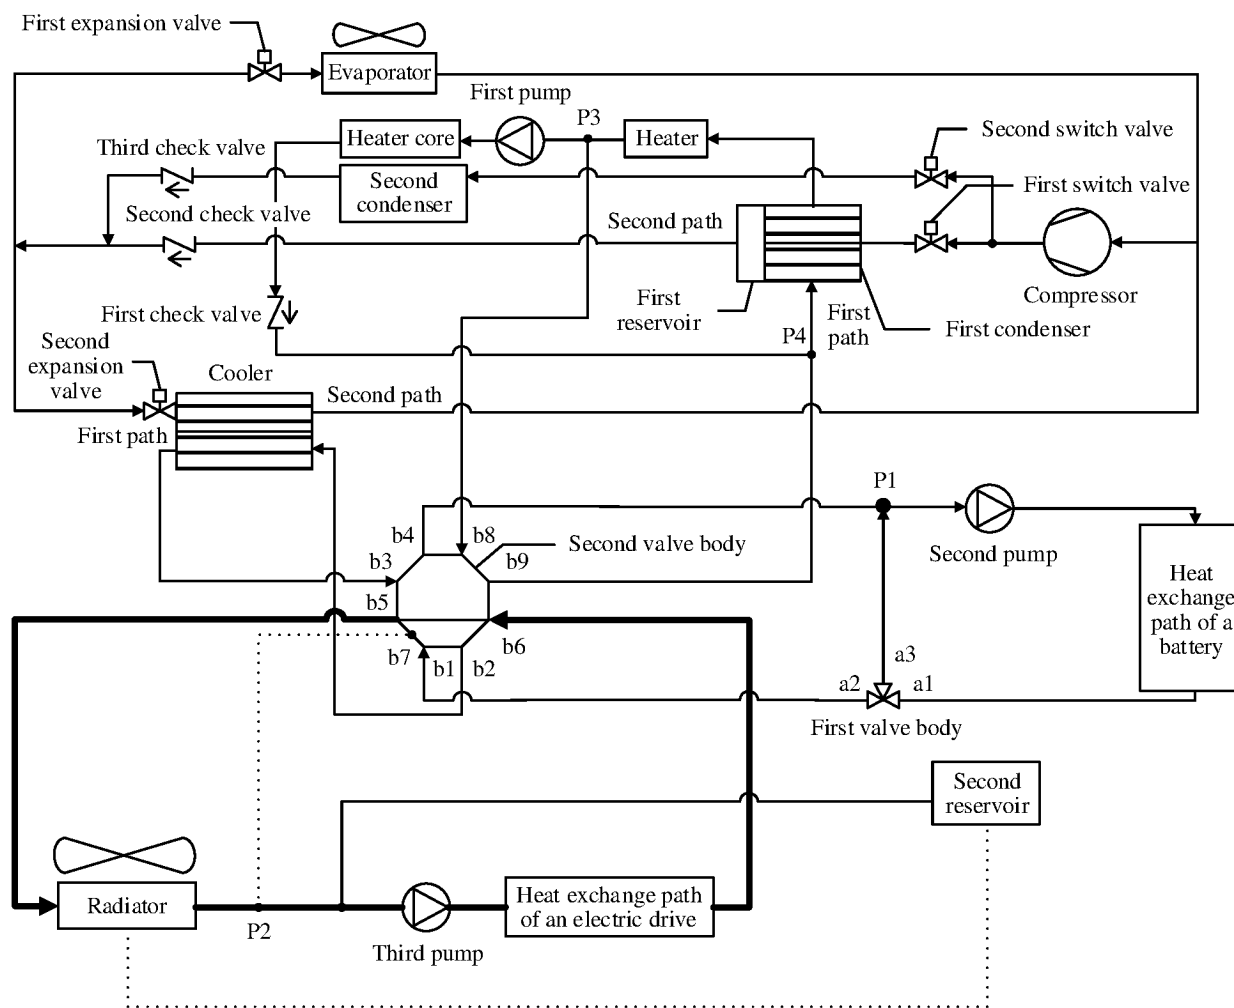 First expansion valve
Evaporator
First pump
P3
Heater core
Heater
Second switch valve
Third check valve
Second
condenser
First switch valve
Second check valve
Second path
First
reservoir
First
path
Compressor
First condenser
First check valve
P4
Second
expansion
valve
Cooler
Second path
First path
P1
b4
b8
Second valve body
Second pump
b3
b9
Heat
exchange
path of a
battery
b5
b6
b7
b1
b2
a3
a2
a1
First valve body
Second
reservoir
Radiator
P2
Heat exchange path
of an electric drive
Third pump